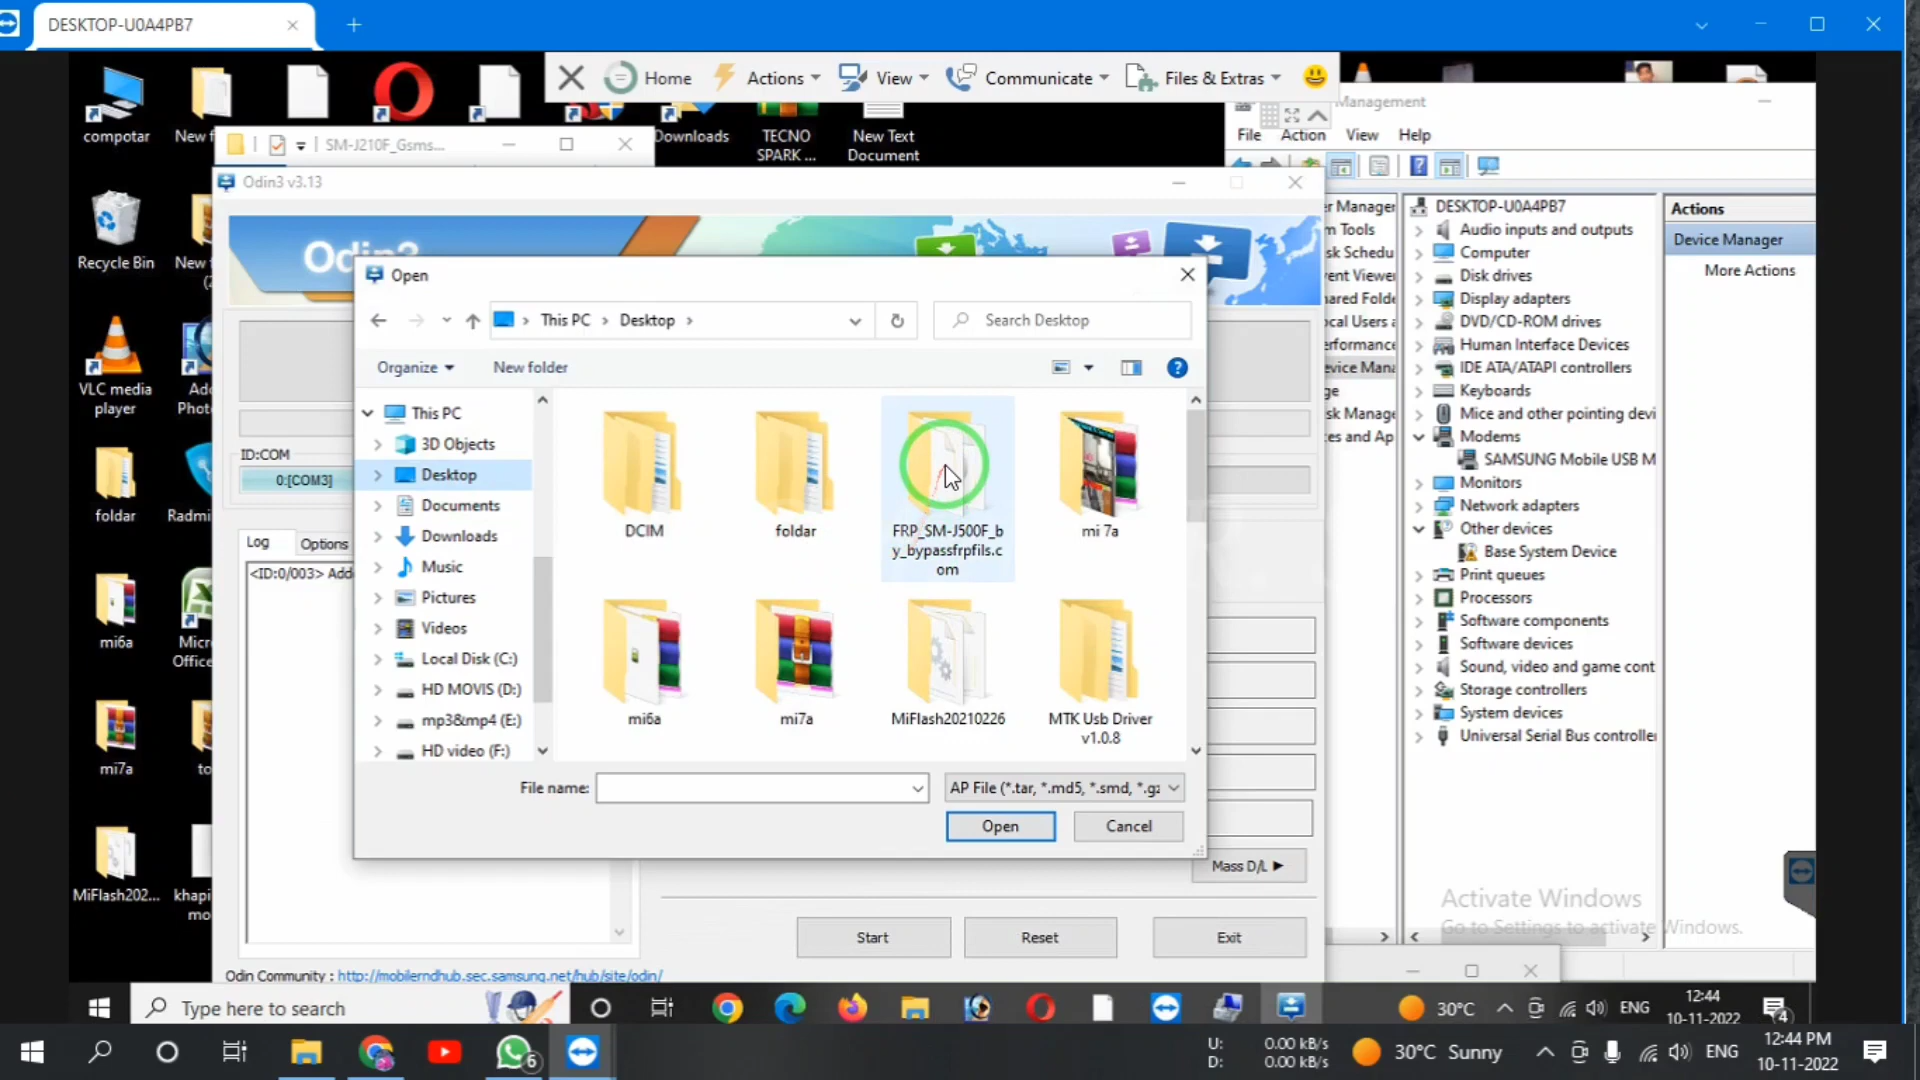 DESKTOP-U0A4PB7
Home
Actions
View
Communicate
Files & Extras
compotar
Downloads
TECNO
SPARK ...
New Text
Document
SM-J210F_Gsms...
Management
File
Action
View
Help
Odin3 v3.13
Recycle Bin
VLC media
player
foldar
mi6a
mi7a
MiFlash202...
ID:COM
0:[COM3]
Log
Options
<ID:0/003> Add
Open
This PC
Desktop
Search Desktop
Organize
New folder
This PC
3D Objects
Desktop
Documents
Downloads
Music
Pictures
Videos
Local Disk (C:)
HD MOVIS (D:)
mp3&mp4 (E:)
HD video (F:)
DCIM
foldar
FRP_SM-J500F_b
y_bypassfrpfils.c
om
mi 7a
mi6a
mi7a
MiFlash20210226
MTK Usb Driver
v1.0.8
File name:
AP File (*.tar, *.md5, *.smd, *.gz
Open
Cancel
Mass D/L
Start
Reset
Exit
Odin Community : http://mobilerndhub.sec.samsung.net/hub/site/odin/
DESKTOP-U0A4PB7
Audio inputs and outputs
Computer
Disk drives
Display adapters
DVD/CD-ROM drives
Human Interface Devices
IDE ATA/ATAPI controllers
Keyboards
Mice and other pointing devi
Modems
SAMSUNG Mobile USB M
Monitors
Network adapters
Other devices
Base System Device
Print queues
Processors
Software components
Software devices
Sound, video and game cont
Storage controllers
System devices
Universal Serial Bus controlle
Actions
Device Manager
More Actions
Activate Windows
Go to Settings to activate Windows.
Type here to search
30°C
ENG
12:44
10-11-2022
4
6
U:
D:
0.00 kB/s
0.00 kB/s
30°C Sunny
ENG
12:44 PM
10-11-2022